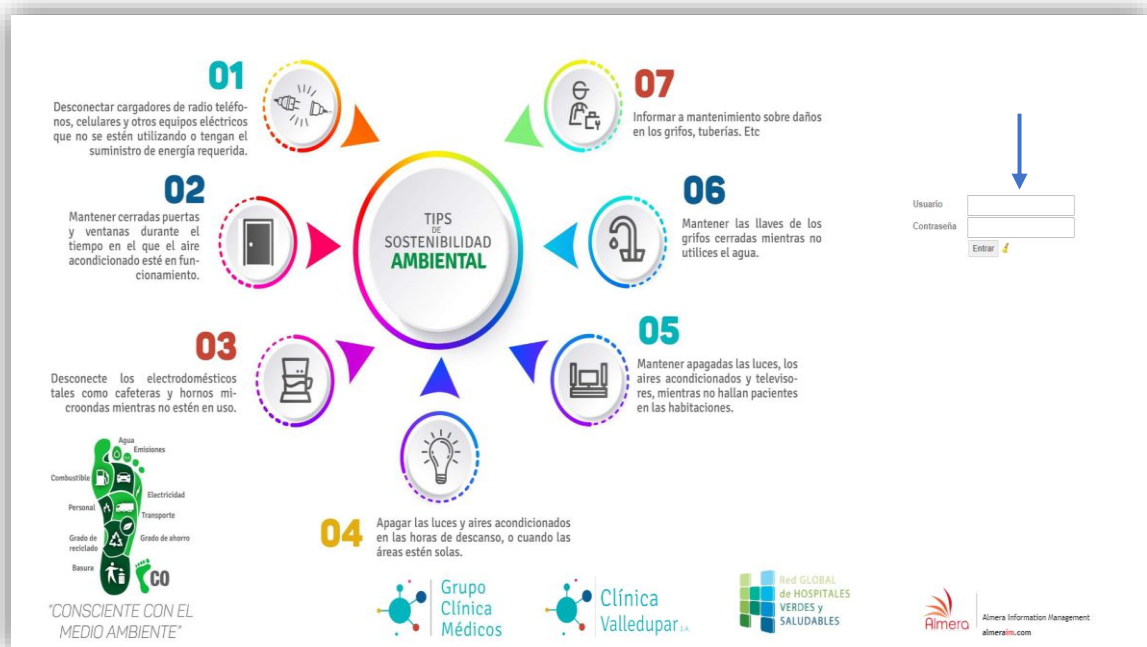 01
Desconectar cargadores de radio teléfo-
nos, celulares y otros equipos eléctricos
que no se estén utilizando o tengan el
suministro de energía requerida.
02
Mantener cerradas puertas
y ventanas durante el
tiempo en el que el aire
acondicionado esté en fun-
cionamiento.
03
Desconecte los electrodomésticos
tales como cafeteras y hornos mi-
croondas mientras no estén en uso.
04
Apagar las luces y aires acondicionados
en las horas de descanso, o cuando las
áreas estén solas.
TIPS
DE
SOSTENIBILIDAD
AMBIENTAL
07
Informar a mantenimiento sobre daños
en los grifos, tuberías. Etc
06
Mantener las llaves de los
grifos cerradas mientras no
utilices el agua.
05
Mantener apagadas las luces, los
aires acondicionados y televiso-
res, mientras no hallan pacientes
en las habitaciones.
Usuario
Contraseña
Entrar
Agua
Emisiones
Combustible
Electricidad
Personal
Transporte
Grado de
reciclado
Grado de ahorro
Basura
CO
"CONSCIENTE CON EL
MEDIO AMBIENTE"
Grupo
Clínica
Médicos
Clínica
Valledupar S.A.
Red GLOBAL
de HOSPITALES
VERDES y
SALUDABLES
Almera
Almera Information Management
almeraim.com